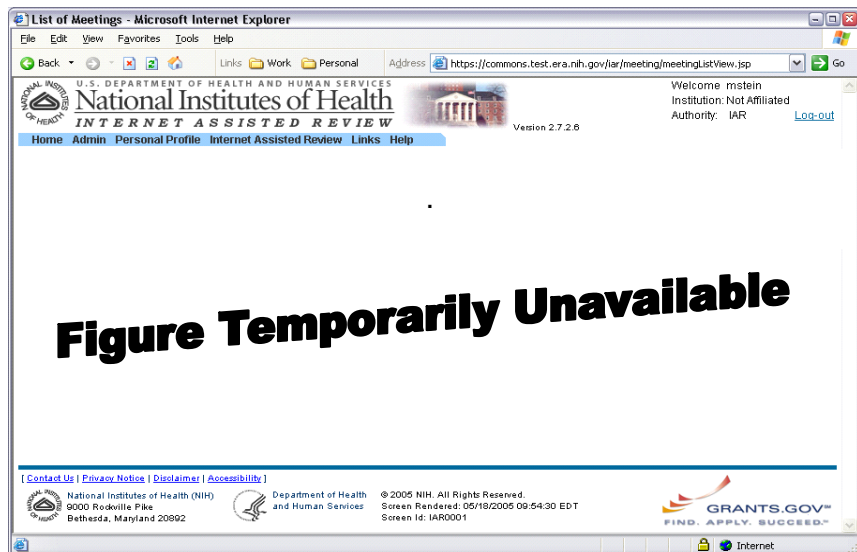 List of Meetings - Microsoft Internet Explorer
File Edit View Favorites Tools Help
Back Links Work Personal Address https://commons.test.era.nih.gov/iar/meeting/meetingListView.jsp Go
U.S. DEPARTMENT OF HEALTH AND HUMAN SERVICES
National Institutes of Health
INTERNET ASSISTED REVIEW
Version 2.7.2.6
Welcome mstein
Institution: Not Affiliated
Authority: IAR Log-out
Home Admin Personal Profile Internet Assisted Review Links Help
.
Figure Temporarily Unavailable
[ Contact Us | Privacy Notice | Disclaimer | Accessibility ]
National Institutes of Health (NIH)
9000 Rockville Pike
Bethesda, Maryland 20892
Department of Health
and Human Services
© 2005 NIH. All Rights Reserved.
Screen Rendered: 05/18/2005 09:54:30 EDT
Screen Id: IAR0001
GRANTS.GOV℠
FIND. APPLY. SUCCEED.℠
Internet